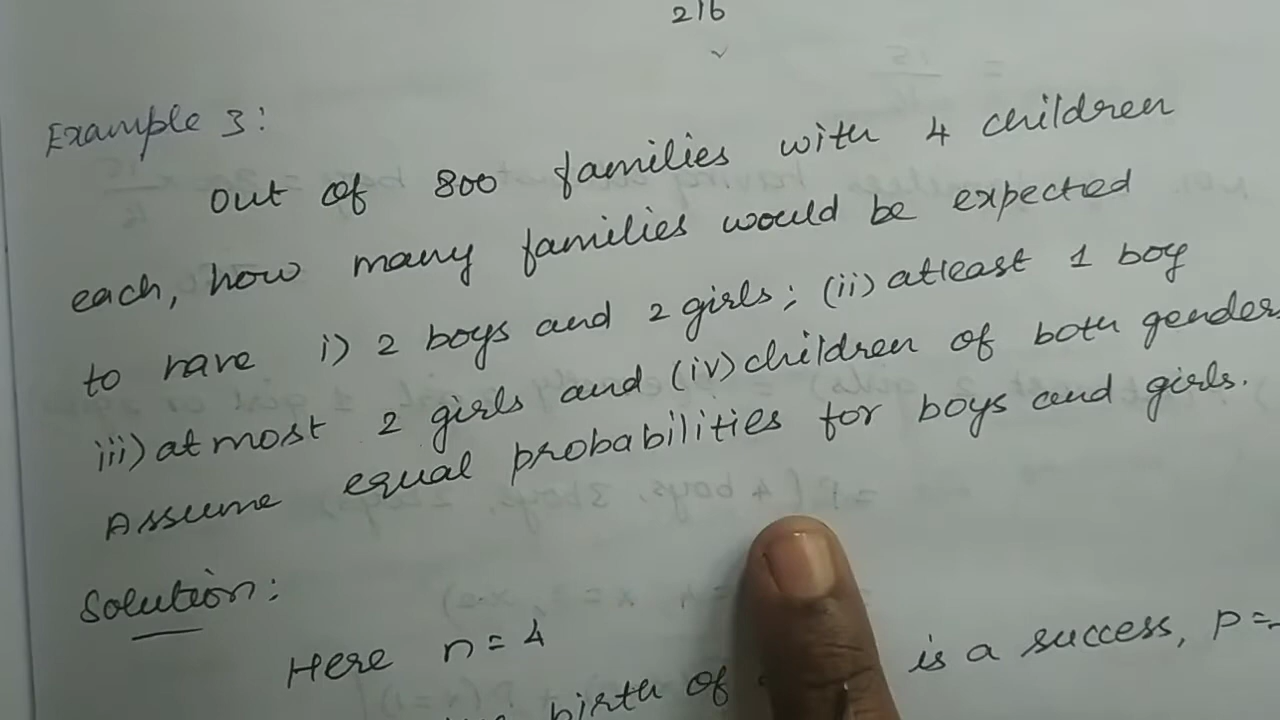 216
Example 3:
Out of 800 families with 4 children
each, how many families would be expected
to have i) 2 boys and 2 girls; (ii) atleast 1 boy
iii) at most 2 girls and (iv) children of both genders
Assume equal probabilities for boys and girls.
Solution:
Here n = 4
birth of is a success, p =